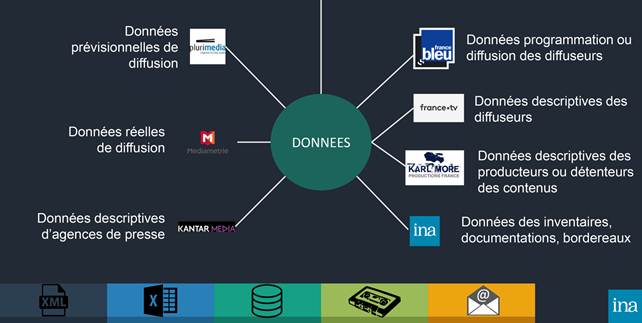 Données
prévisionnelles de
diffusion
plurimedia
Données réelles
de diffusion
Mediametrie
Données descriptives
d'agences de presse
KANTAR MEDIA
DONNEES
france
bleu
Données programmation ou
diffusion des diffuseurs
france•tv
Données descriptives des
diffuseurs
KARL MORE
PRODUCTIONS FRANCE
Données descriptives des
producteurs ou détenteurs
des contenus
ina
Données des inventaires,
documentations, bordereaux
XML
X
@
ina